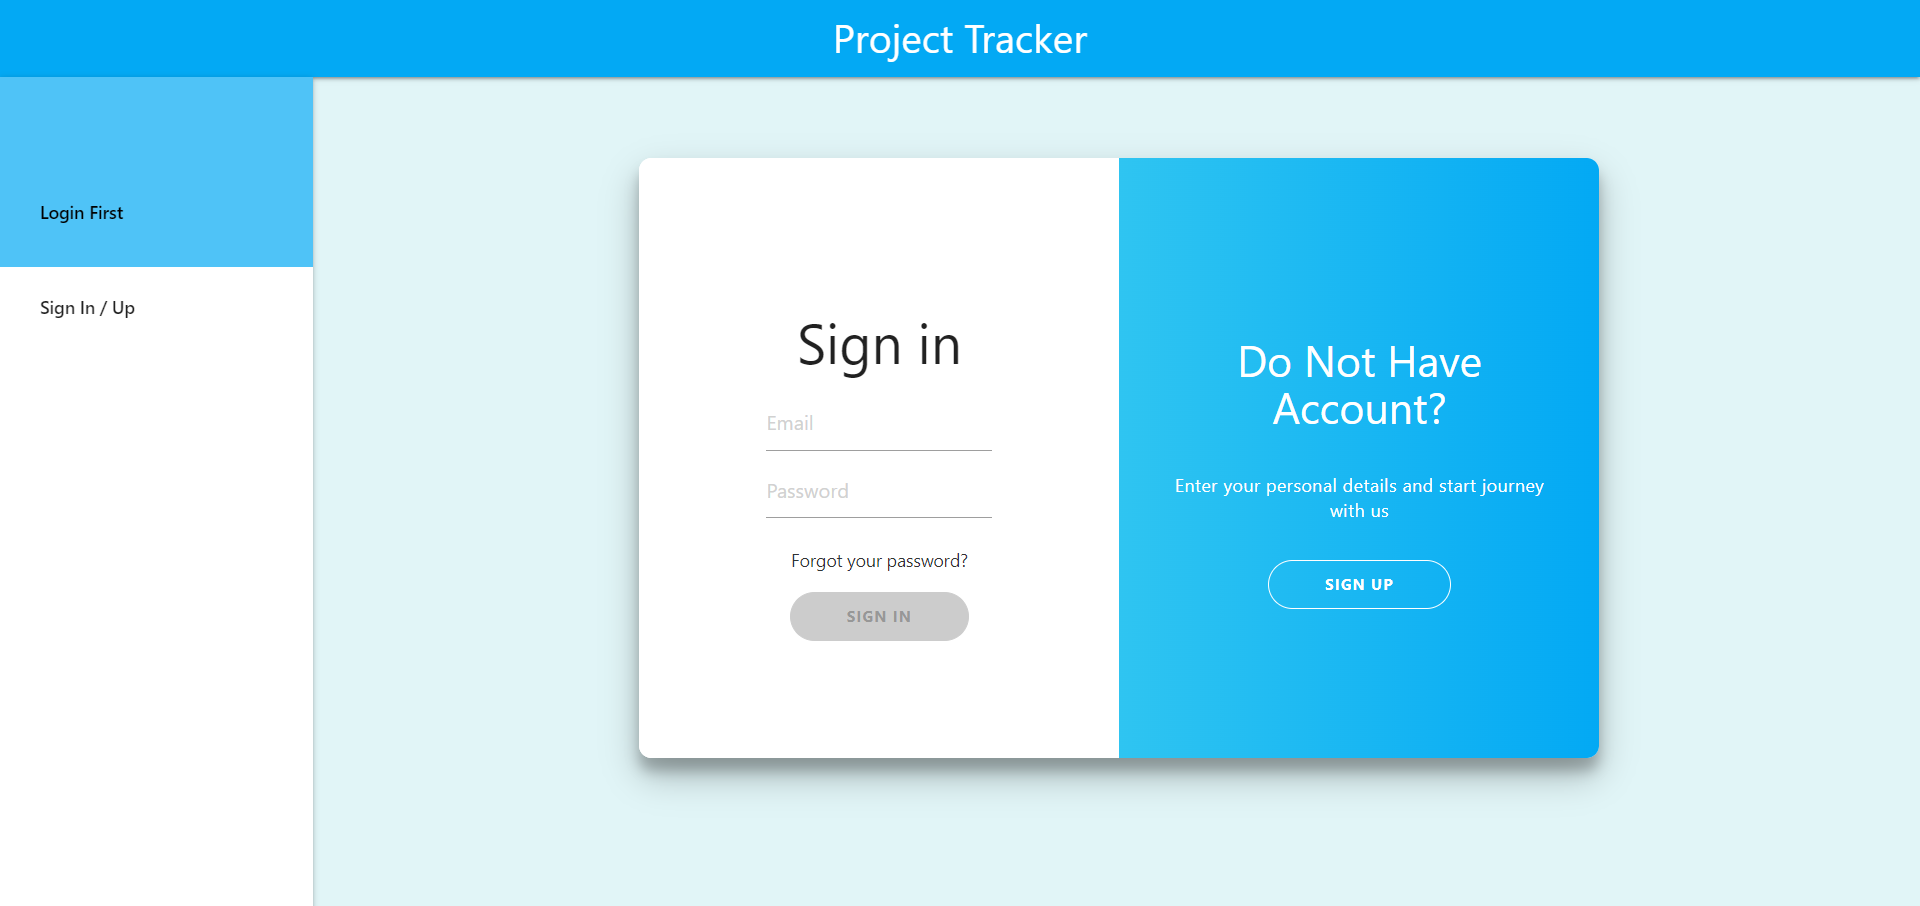 Project Tracker
Login First
Sign In / Up
Sign in
Email
Password
Forgot your password?
SIGN IN
Do Not Have
Account?
Enter your personal details and start journey
with us
SIGN UP